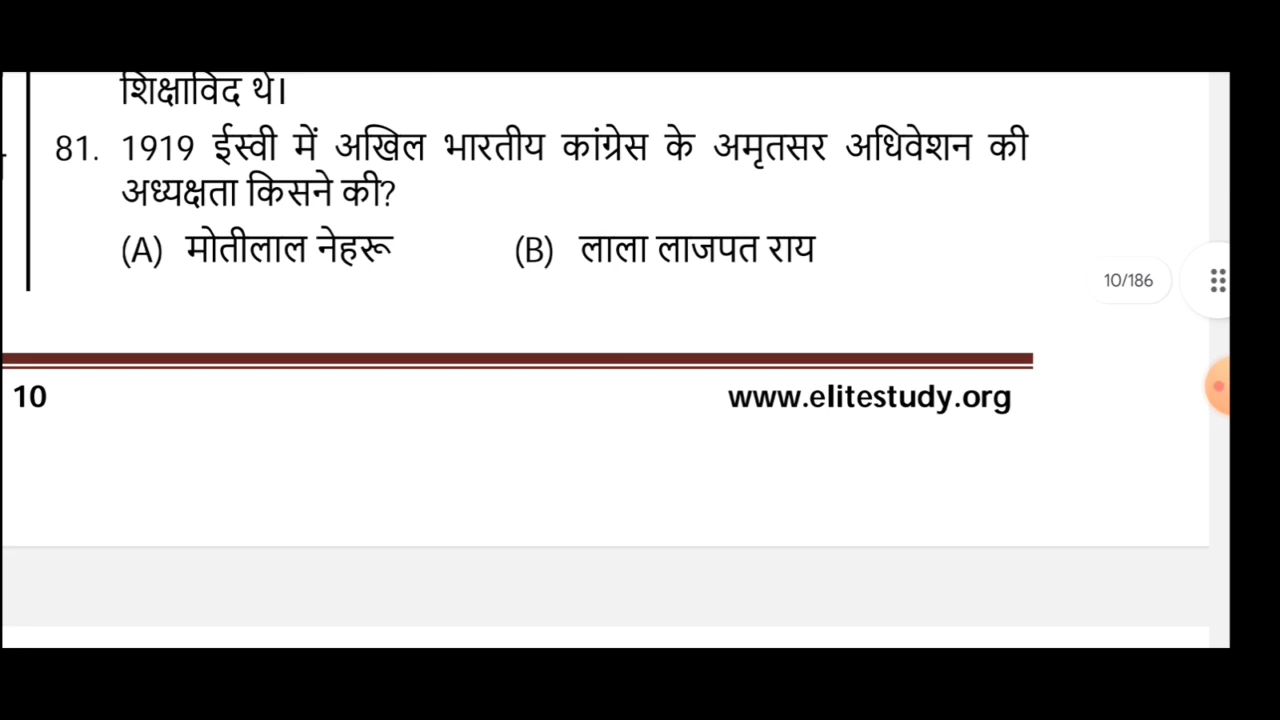 शिक्षाविद थे।
81. 1919 ईस्वी में अखिल भारतीय कांग्रेस के अमृतसर अधिवेशन की
अध्यक्षता किसने की?
(A) मोतीलाल नेहरू (B) लाला लाजपत राय
10/186
10 www.elitestudy.org